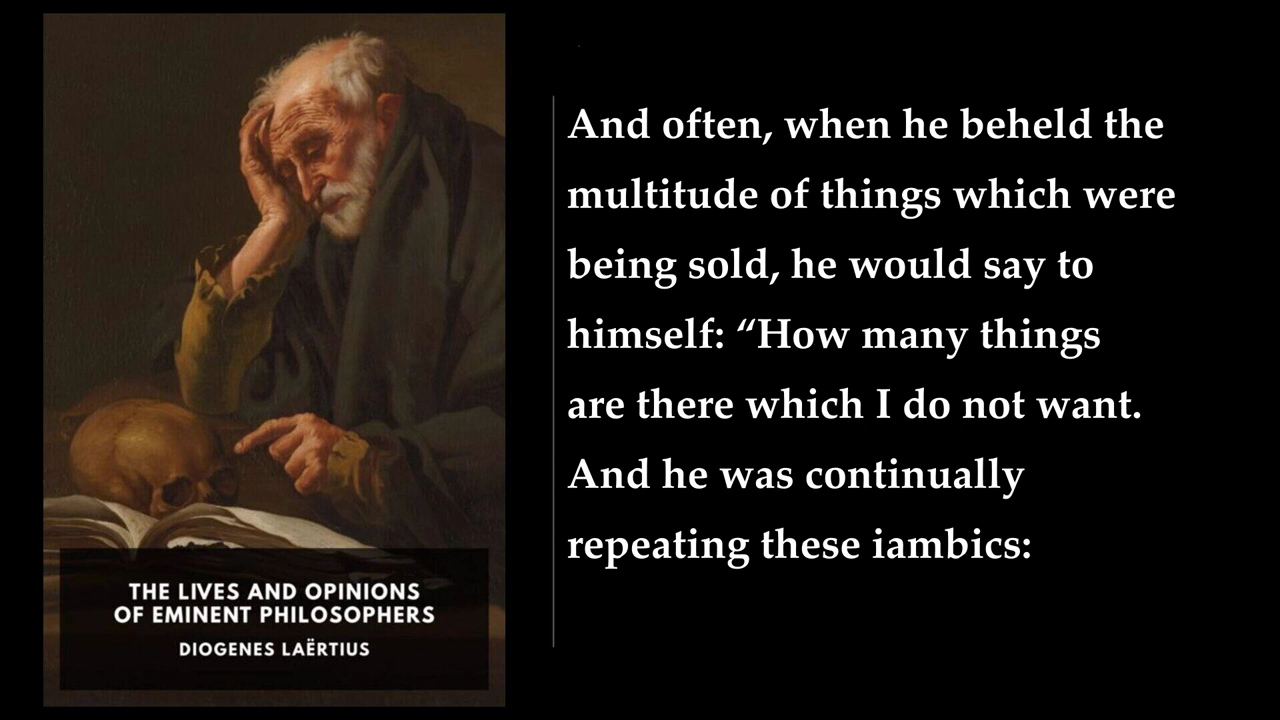 THE LIVES AND OPINIONS
OF EMINENT PHILOSOPHERS
DIOGENES LAËRTIUS
And often, when he beheld the
multitude of things which were
being sold, he would say to
himself: “How many things
are there which I do not want.
And he was continually
repeating these iambics: